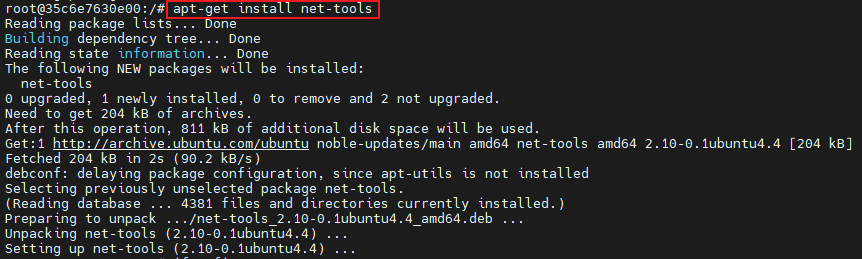 root@35c6e7630e00:/# apt-get install net-tools
Reading package lists... Done
Building dependency tree... Done
Reading state information... Done
The following NEW packages will be installed:
  net-tools
0 upgraded, 1 newly installed, 0 to remove and 2 not upgraded.
Need to get 204 kB of archives.
After this operation, 811 kB of additional disk space will be used.
Get:1 http://archive.ubuntu.com/ubuntu noble-updates/main amd64 net-tools amd64 2.10-0.1ubuntu4.4 [204 kB]
Fetched 204 kB in 2s (90.2 kB/s)
debconf: delaying package configuration, since apt-utils is not installed
Selecting previously unselected package net-tools.
(Reading database ... 4381 files and directories currently installed.)
Preparing to unpack .../net-tools_2.10-0.1ubuntu4.4_amd64.deb ...
Unpacking net-tools (2.10-0.1ubuntu4.4) ...
Setting up net-tools (2.10-0.1ubuntu4.4) ...